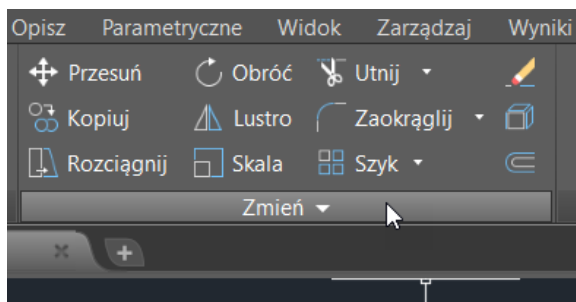 Opisz Parametryczne Widok Zarządzaj Wyniki
Przesuń Obróć Utnij
Kopiuj Lustro Zaokrąglij
Rozciągnij Skala Szyk
Zmień